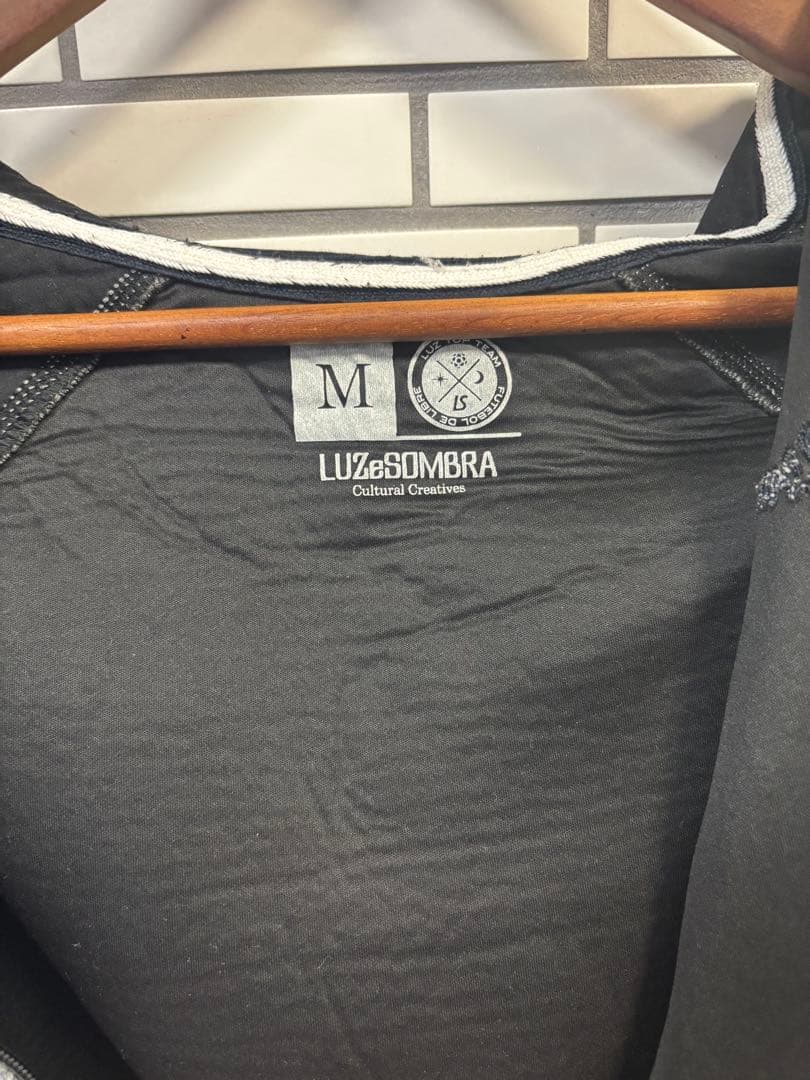 M
LUZ TOP TEAM
FUTEBOL DE LIBRE
LS
LUZeSOMBRA
Cultural Creatives